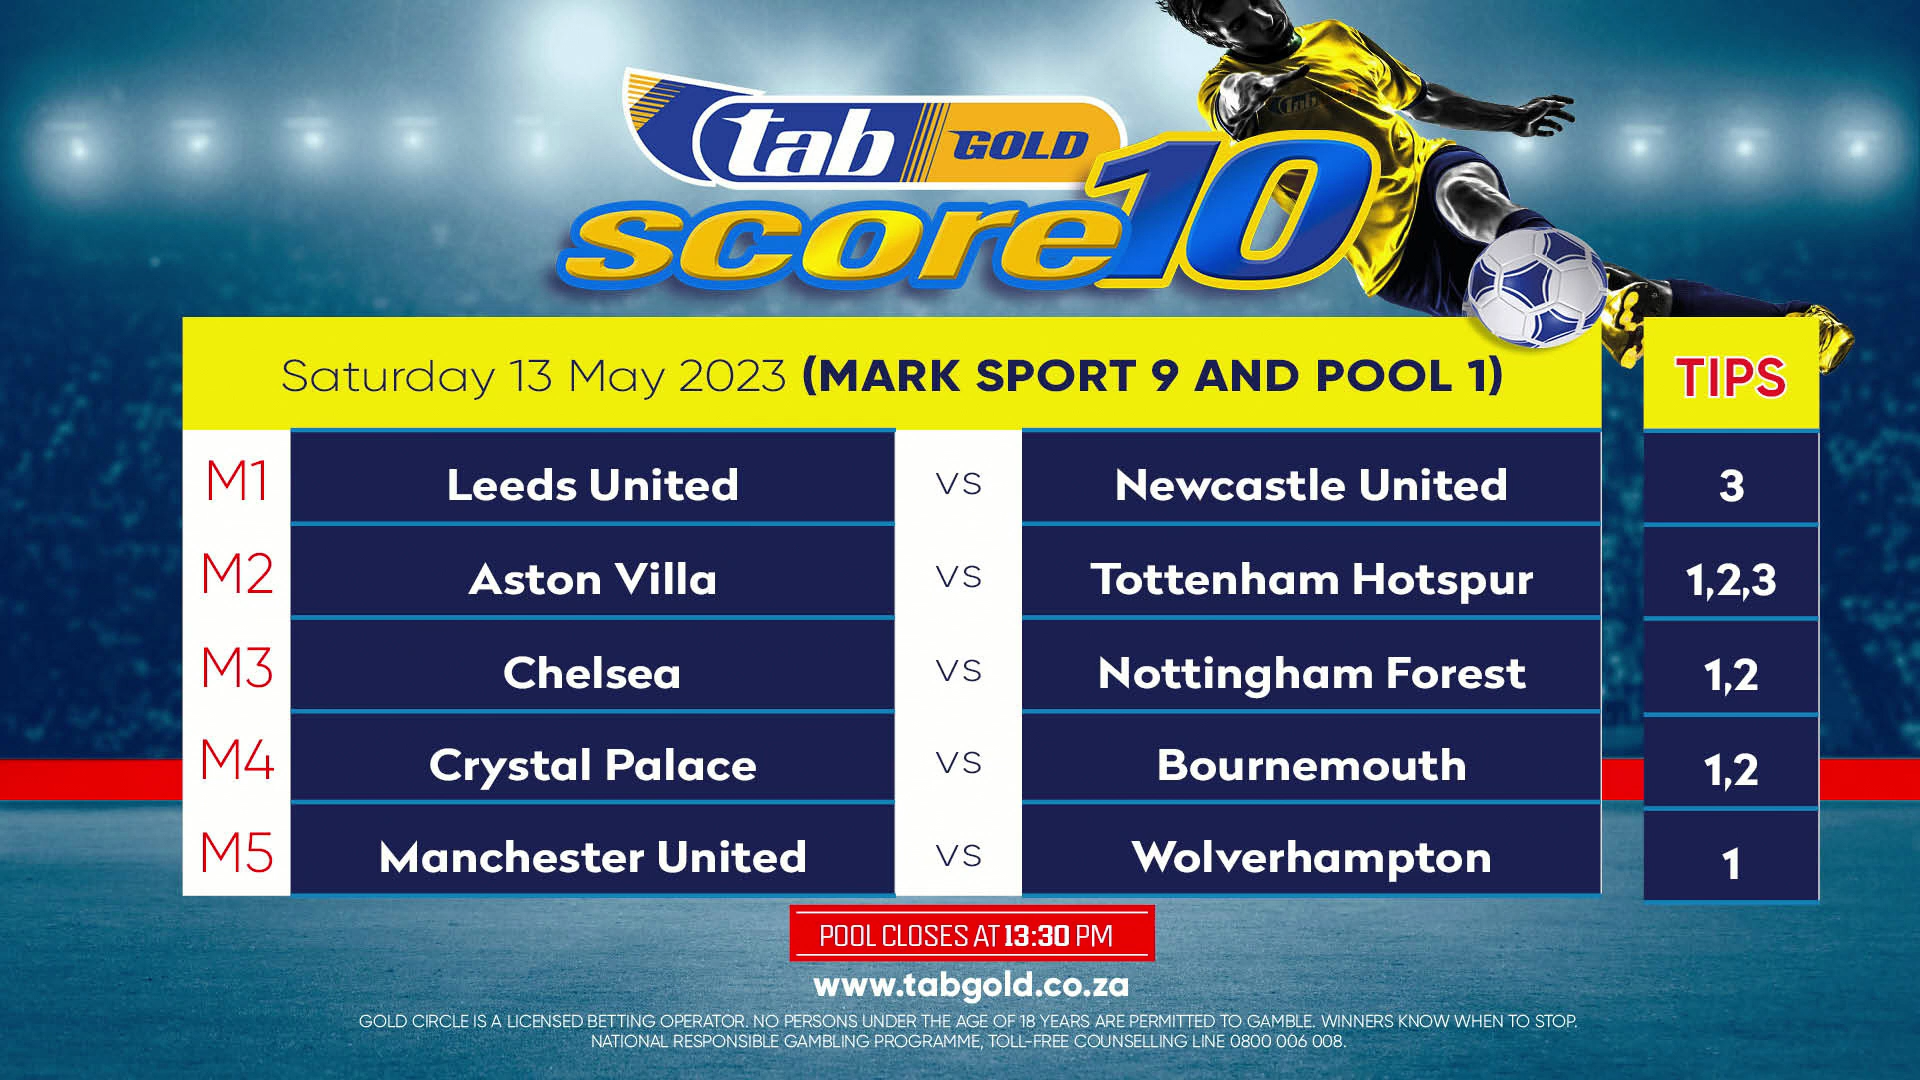 tab GOLD
score10
tab
Saturday 13 May 2023 (MARK SPORT 9 AND POOL 1) TIPS
M1 Leeds United VS Newcastle United 3
M2 Aston Villa VS Tottenham Hotspur 1,2,3
M3 Chelsea VS Nottingham Forest 1,2
M4 Crystal Palace VS Bournemouth 1,2
M5 Manchester United VS Wolverhampton 1
POOL CLOSES AT 13:30 PM
www.tabgold.co.za
GOLD CIRCLE IS A LICENSED BETTING OPERATOR. NO PERSONS UNDER THE AGE OF 18 YEARS ARE PERMITTED TO GAMBLE. WINNERS KNOW WHEN TO STOP.
NATIONAL RESPONSIBLE GAMBLING PROGRAMME, TOLL-FREE COUNSELLING LINE 0800 006 008.